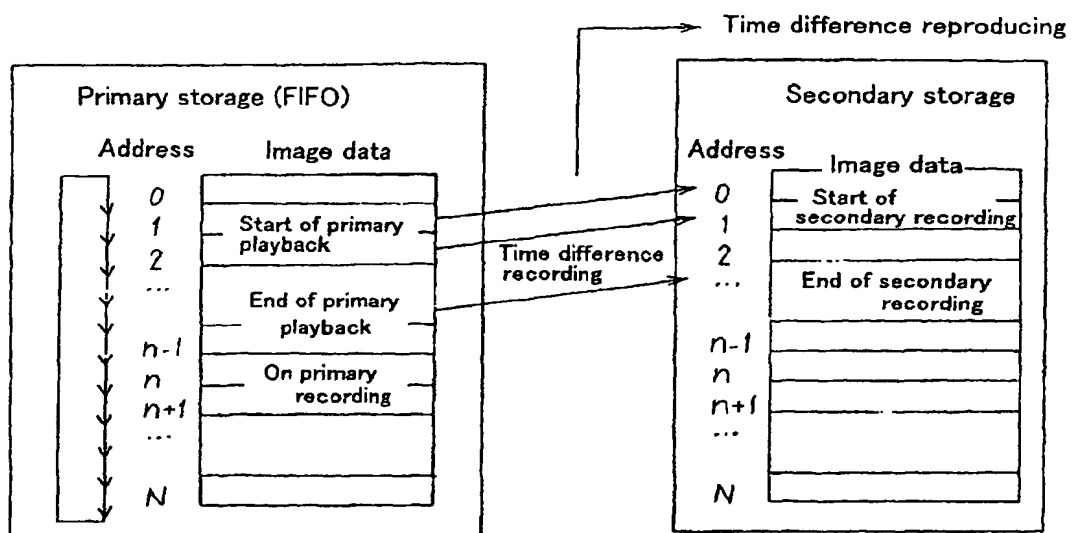 Time difference reproducing
Primary storage (FIFO)
Address Image data
0
1
2
...
n-1
n
n+1
...
N
Start of primary
playback
End of primary
playback
On primary
recording
Time difference
recording
Secondary storage
Address
Image data
0
1
2
...
n-1
n
n+1
...
N
Start of
secondary recording
End of secondary
recording